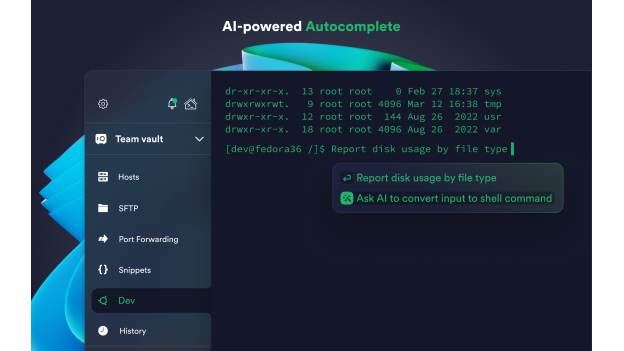 AI-powered Autocomplete
Team vault
Hosts
SFTP
Port Forwarding
Snippets
Dev
History
dr-xr-xr-x. 13 root root 0 Feb 27 18:37 sys
drwxrwxrwt. 9 root root 4096 Mar 12 16:38 tmp
drwxr-xr-x. 12 root root 144 Aug 26 2022 usr
drwxr-xr-x. 18 root root 4096 Aug 26 2022 var
[dev@fedora36 /]$ Report disk usage by file type
Report disk usage by file type
Ask AI to convert input to shell command